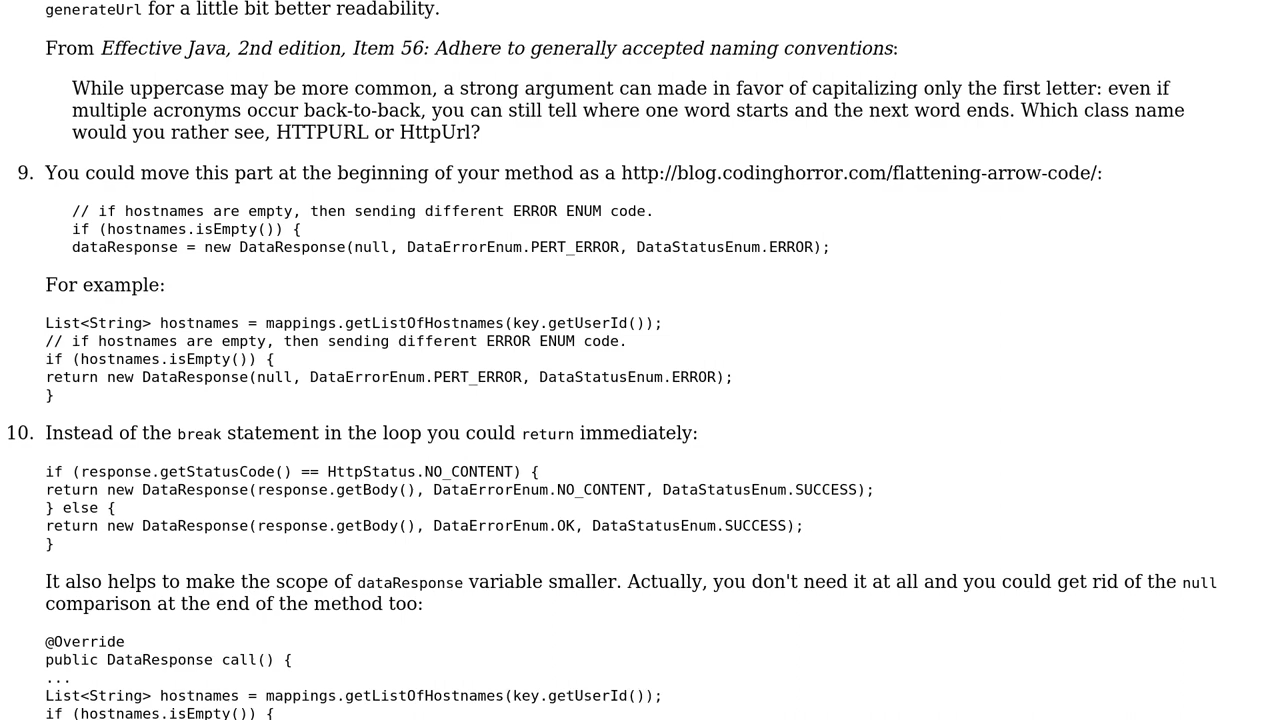 generateUrl for a little bit better readability.
From Effective Java, 2nd edition, Item 56: Adhere to generally accepted naming conventions:
While uppercase may be more common, a strong argument can made in favor of capitalizing only the first letter: even if
multiple acronyms occur back-to-back, you can still tell where one word starts and the next word ends. Which class name
would you rather see, HTTPURL or HttpUrl?
9. You could move this part at the beginning of your method as a http://blog.codinghorror.com/flattening-arrow-code/:
// if hostnames are empty, then sending different ERROR ENUM code.
if (hostnames.isEmpty()) {
dataResponse = new DataResponse(null, DataErrorEnum.PERT_ERROR, DataStatusEnum.ERROR);
For example:
List<String> hostnames = mappings.getListOfHostnames(key.getUserId());
// if hostnames are empty, then sending different ERROR ENUM code.
if (hostnames.isEmpty()) {
return new DataResponse(null, DataErrorEnum.PERT_ERROR, DataStatusEnum.ERROR);
}
10. Instead of the break statement in the loop you could return immediately:
if (response.getStatusCode() == HttpStatus.NO_CONTENT) {
return new DataResponse(response.getBody(), DataErrorEnum.NO_CONTENT, DataStatusEnum.SUCCESS);
} else {
return new DataResponse(response.getBody(), DataErrorEnum.OK, DataStatusEnum.SUCCESS);
}
It also helps to make the scope of dataResponse variable smaller. Actually, you don't need it at all and you could get rid of the null
comparison at the end of the method too:
@Override
public DataResponse call() {
...
List<String> hostnames = mappings.getListOfHostnames(key.getUserId());
if (hostnames.isEmpty()) {